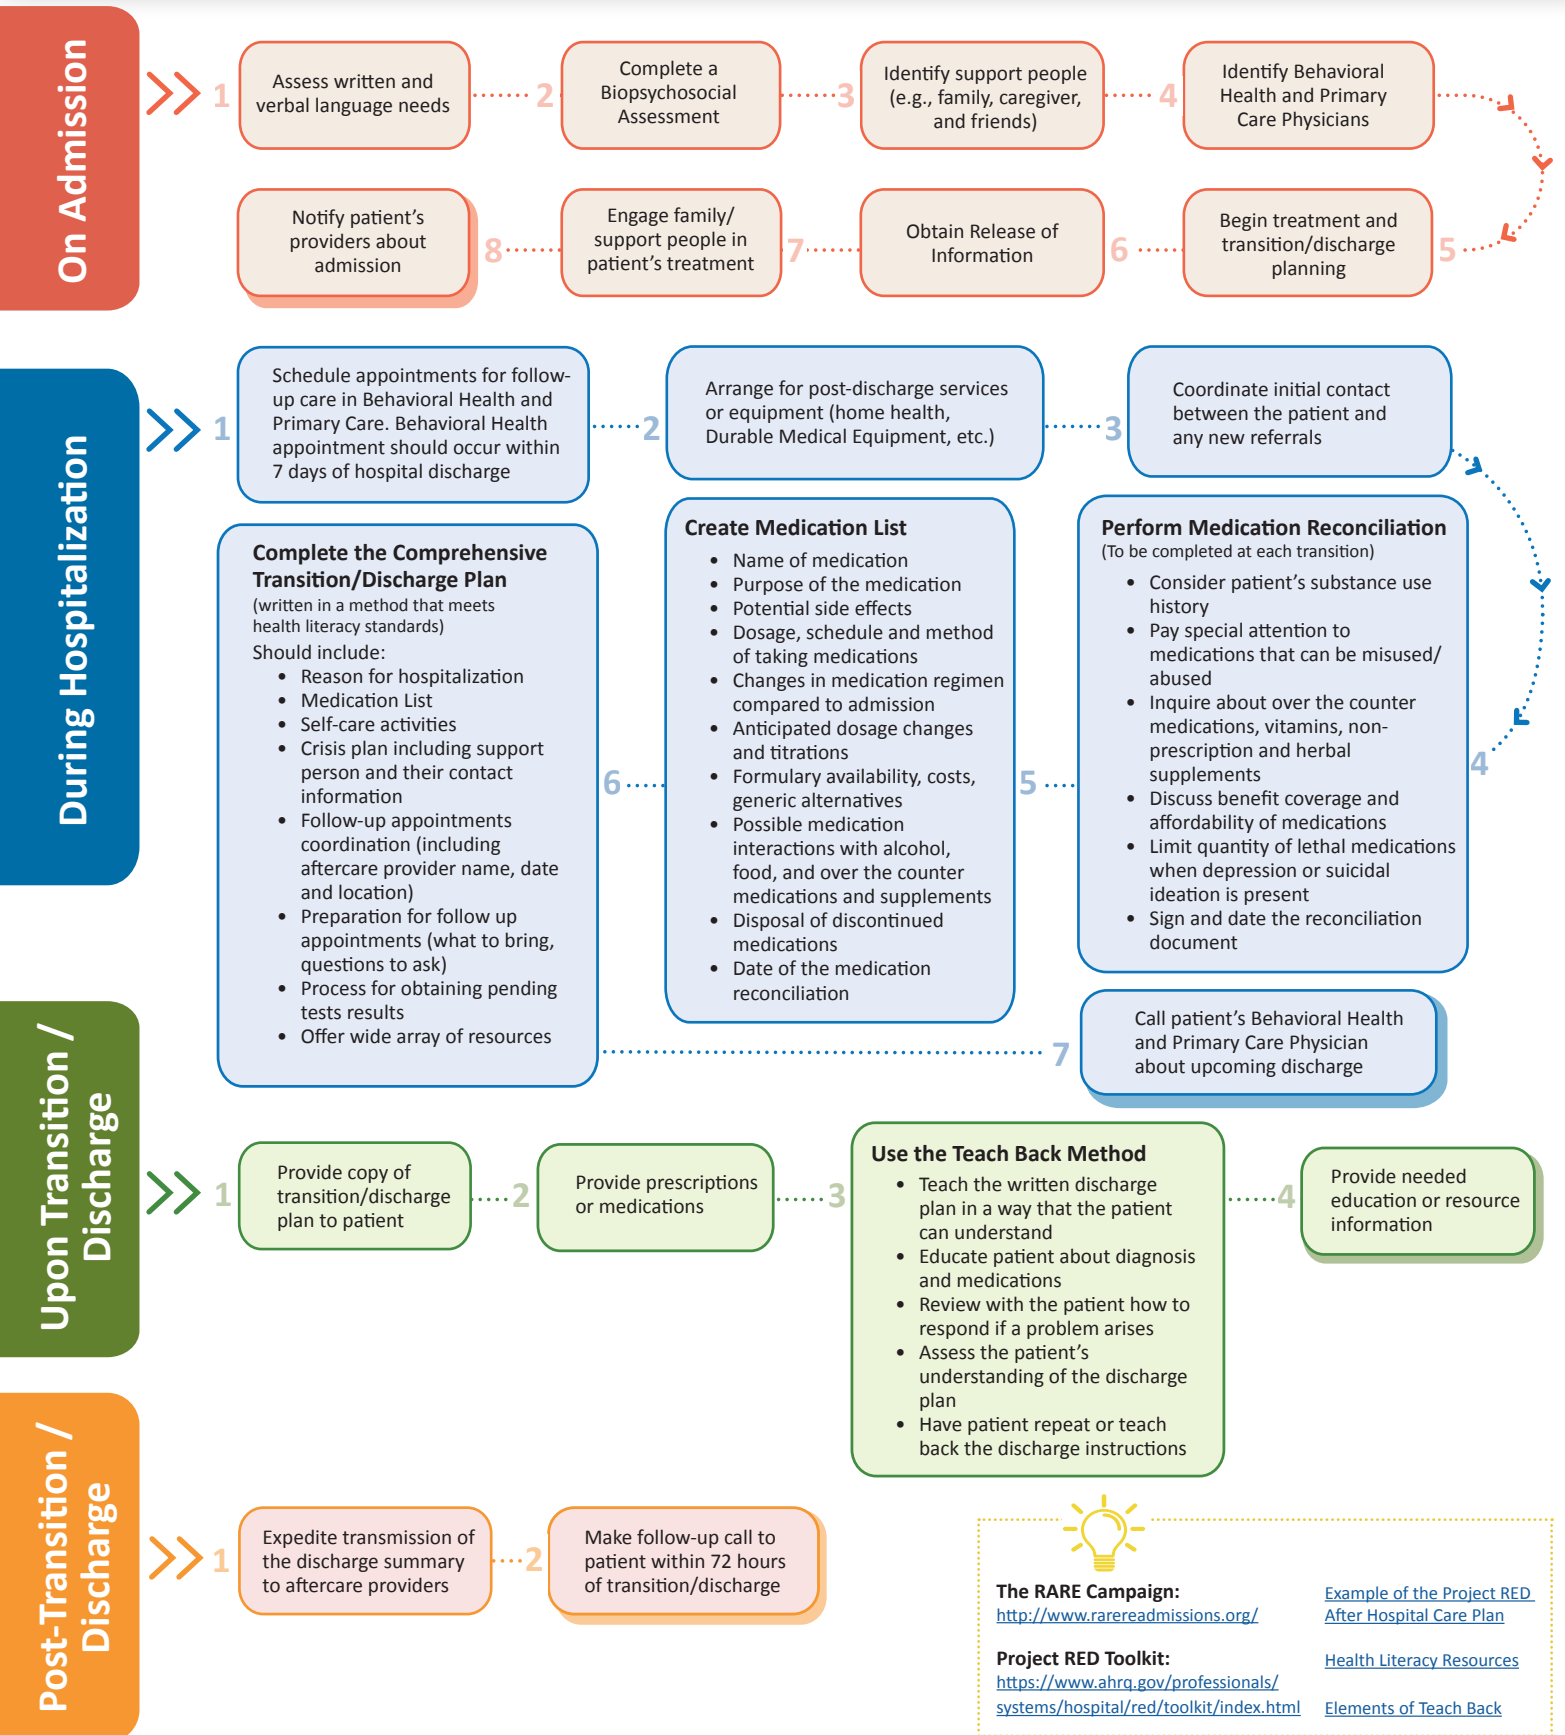 On Admission
1
Assess written and
verbal language needs
2
Complete a
Biopsychosocial
Assessment
3
Identify support people
(e.g., family, caregiver,
and friends)
4
Identify Behavioral
Health and Primary
Care Physicians
5
Begin treatment and
transition/discharge
planning
6
Obtain Release of
Information
7
Engage family/
support people in
patient's treatment
8
Notify patient's
providers about
admission
During Hospitalization
1
Schedule appointments for follow-
up care in Behavioral Health and
Primary Care. Behavioral Health
appointment should occur within
7 days of hospital discharge
2
Arrange for post-discharge services
or equipment (home health,
Durable Medical Equipment, etc.)
3
Coordinate initial contact
between the patient and
any new referrals
4
Perform Medication Reconciliation
(To be completed at each transition)
• Consider patient's substance use
history
• Pay special attention to
medications that can be misused/
abused
• Inquire about over the counter
medications, vitamins, non-
prescription and herbal
supplements
• Discuss benefit coverage and
affordability of medications
• Limit quantity of lethal medications
when depression or suicidal
ideation is present
• Sign and date the reconciliation
document
5
Create Medication List
• Name of medication
• Purpose of the medication
• Potential side effects
• Dosage, schedule and method
of taking medications
• Changes in medication regimen
compared to admission
• Anticipated dosage changes
and titrations
• Formulary availability, costs,
generic alternatives
• Possible medication
interactions with alcohol,
food, and over the counter
medications and supplements
• Disposal of discontinued
medications
• Date of the medication
reconciliation
6
Complete the Comprehensive
Transition/Discharge Plan
(written in a method that meets
health literacy standards)
Should include:
• Reason for hospitalization
• Medication List
• Self-care activities
• Crisis plan including support
person and their contact
information
• Follow-up appointments
coordination (including
aftercare provider name, date
and location)
• Preparation for follow up
appointments (what to bring,
questions to ask)
• Process for obtaining pending
tests results
• Offer wide array of resources
7
Call patient's Behavioral Health
and Primary Care Physician
about upcoming discharge
Upon Transition /
Discharge
1
Provide copy of
transition/discharge
plan to patient
2
Provide prescriptions
or medications
3
Use the Teach Back Method
• Teach the written discharge
plan in a way that the patient
can understand
• Educate patient about diagnosis
and medications
• Review with the patient how to
respond if a problem arises
• Assess the patient's
understanding of the discharge
plan
• Have patient repeat or teach
back the discharge instructions
4
Provide needed
education or resource
information
Post-Transition /
Discharge
1
Expedite transmission of
the discharge summary
to aftercare providers
2
Make follow-up call to
patient within 72 hours
of transition/discharge
The RARE Campaign:
http://www.rarereadmissions.org/
Project RED Toolkit:
https://www.ahrq.gov/professionals/
systems/hospital/red/toolkit/index.html
Example of the Project RED
After Hospital Care Plan
Health Literacy Resources
Elements of Teach Back